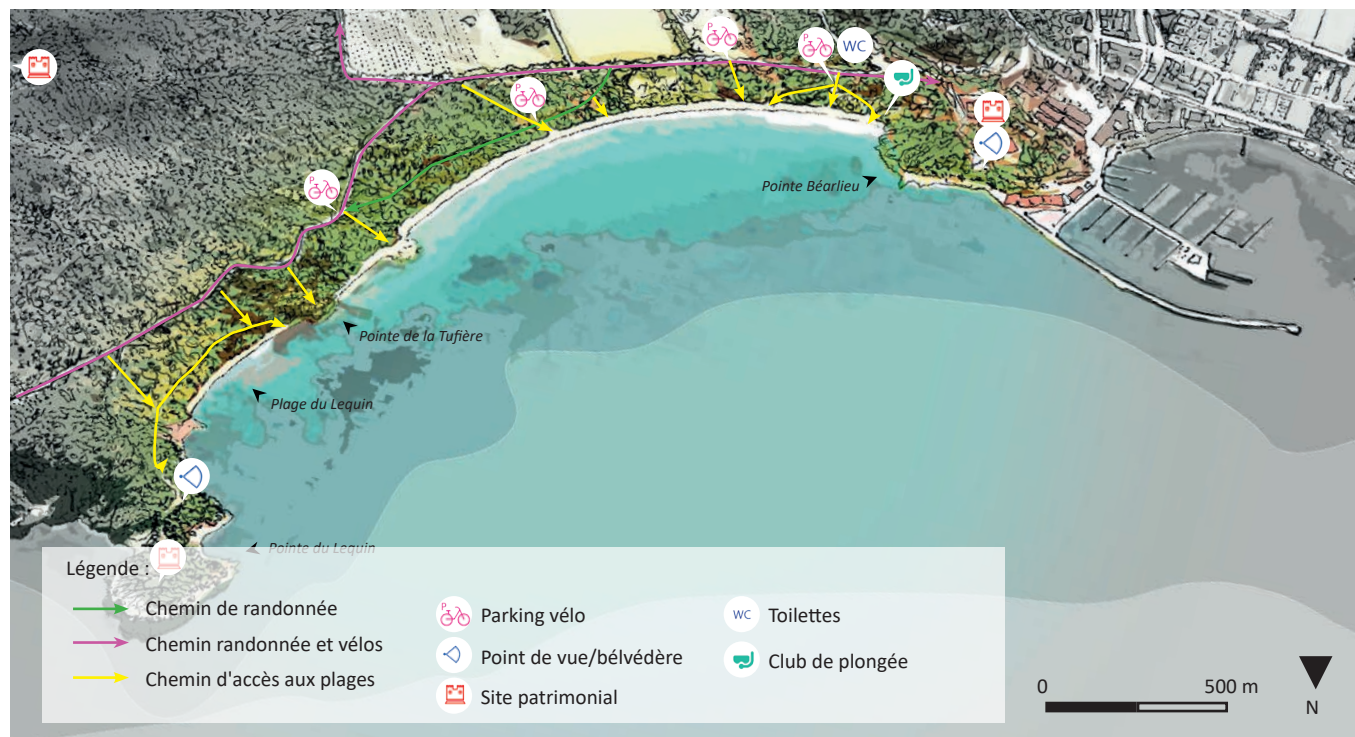 P
P
WC
P
P
Pointe Béarlieu
Pointe de la Tufière
Plage du Lequin
Pointe du Lequin
Légende :
Chemin de randonnée
Chemin randonnée et vélos
Chemin d'accès aux plages
P
Parking vélo
Point de vue/bélvédère
Site patrimonial
WC
Toilettes
Club de plongée
0 500 m
N